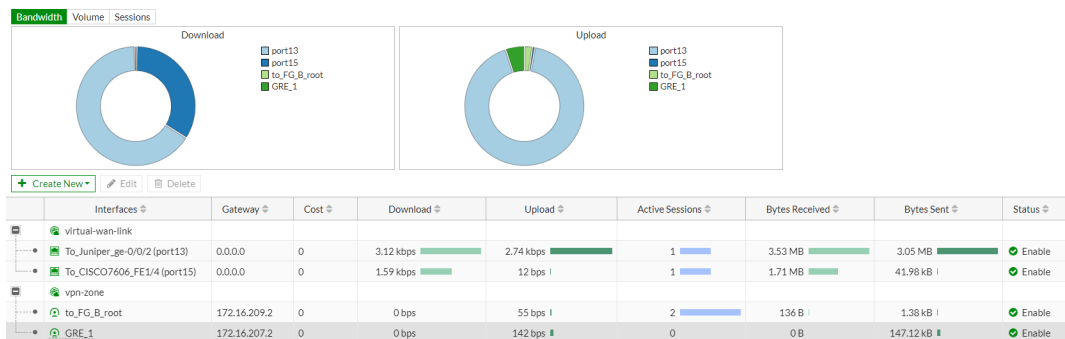 Bandwidth Volume Sessions
Download
port13
port15
to_FG_B_root
GRE_1
Upload
port13
port15
to_FG_B_root
GRE_1
Create New Edit Delete
Interfaces Gateway Cost Download Upload Active Sessions Bytes Received Bytes Sent Status
virtual-wan-link
To_Juniper_ge-0/0/2 (port13) 0.0.0.0 0 3.12 kbps 2.74 kbps 1 3.53 MB 3.05 MB Enable
To_CISCO7606_FE1/4 (port15) 0.0.0.0 0 1.59 kbps 12 bps 1 1.71 MB 41.98 kB Enable
vpn-zone
to_FG_B_root 172.16.209.2 0 0 bps 55 bps 2 136 B 1.38 kB Enable
GRE_1 172.16.207.2 0 0 bps 142 bps 0 0 B 147.12 kB Enable